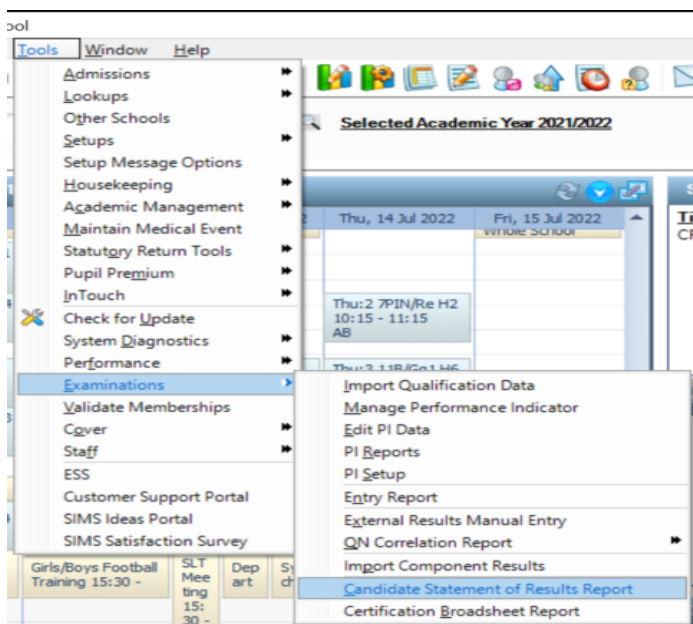 ool
Tools Window Help
Selected Academic Year 2021/2022
Admissions
Lookups
Other Schools
Setups
Setup Message Options
Housekeeping
Academic Management
Maintain Medical Event
Statutory Return Tools
Pupil Premium
InTouch
Check for Update
System Diagnostics
Performance
Examinations
Validate Memberships
Cover
Staff
ESS
Customer Support Portal
SIMS Ideas Portal
SIMS Satisfaction Survey
Thu, 14 Jul 2022 Fri, 15 Jul 2022
Whole School
Thu:2 7PIN/Re H2
10:15 - 11:15
AB
Thu:3 11B/Gg1 H6
Import Qualification Data
Manage Performance Indicator
Edit PI Data
PI Reports
PI Setup
Entry Report
External Results Manual Entry
QN Correlation Report
Import Component Results
Candidate Statement of Results Report
Certification Broadsheet Report
Girls/Boys Football
Training 15:30 -
SLT
Mee
ting
15:
30 -
Dep
art